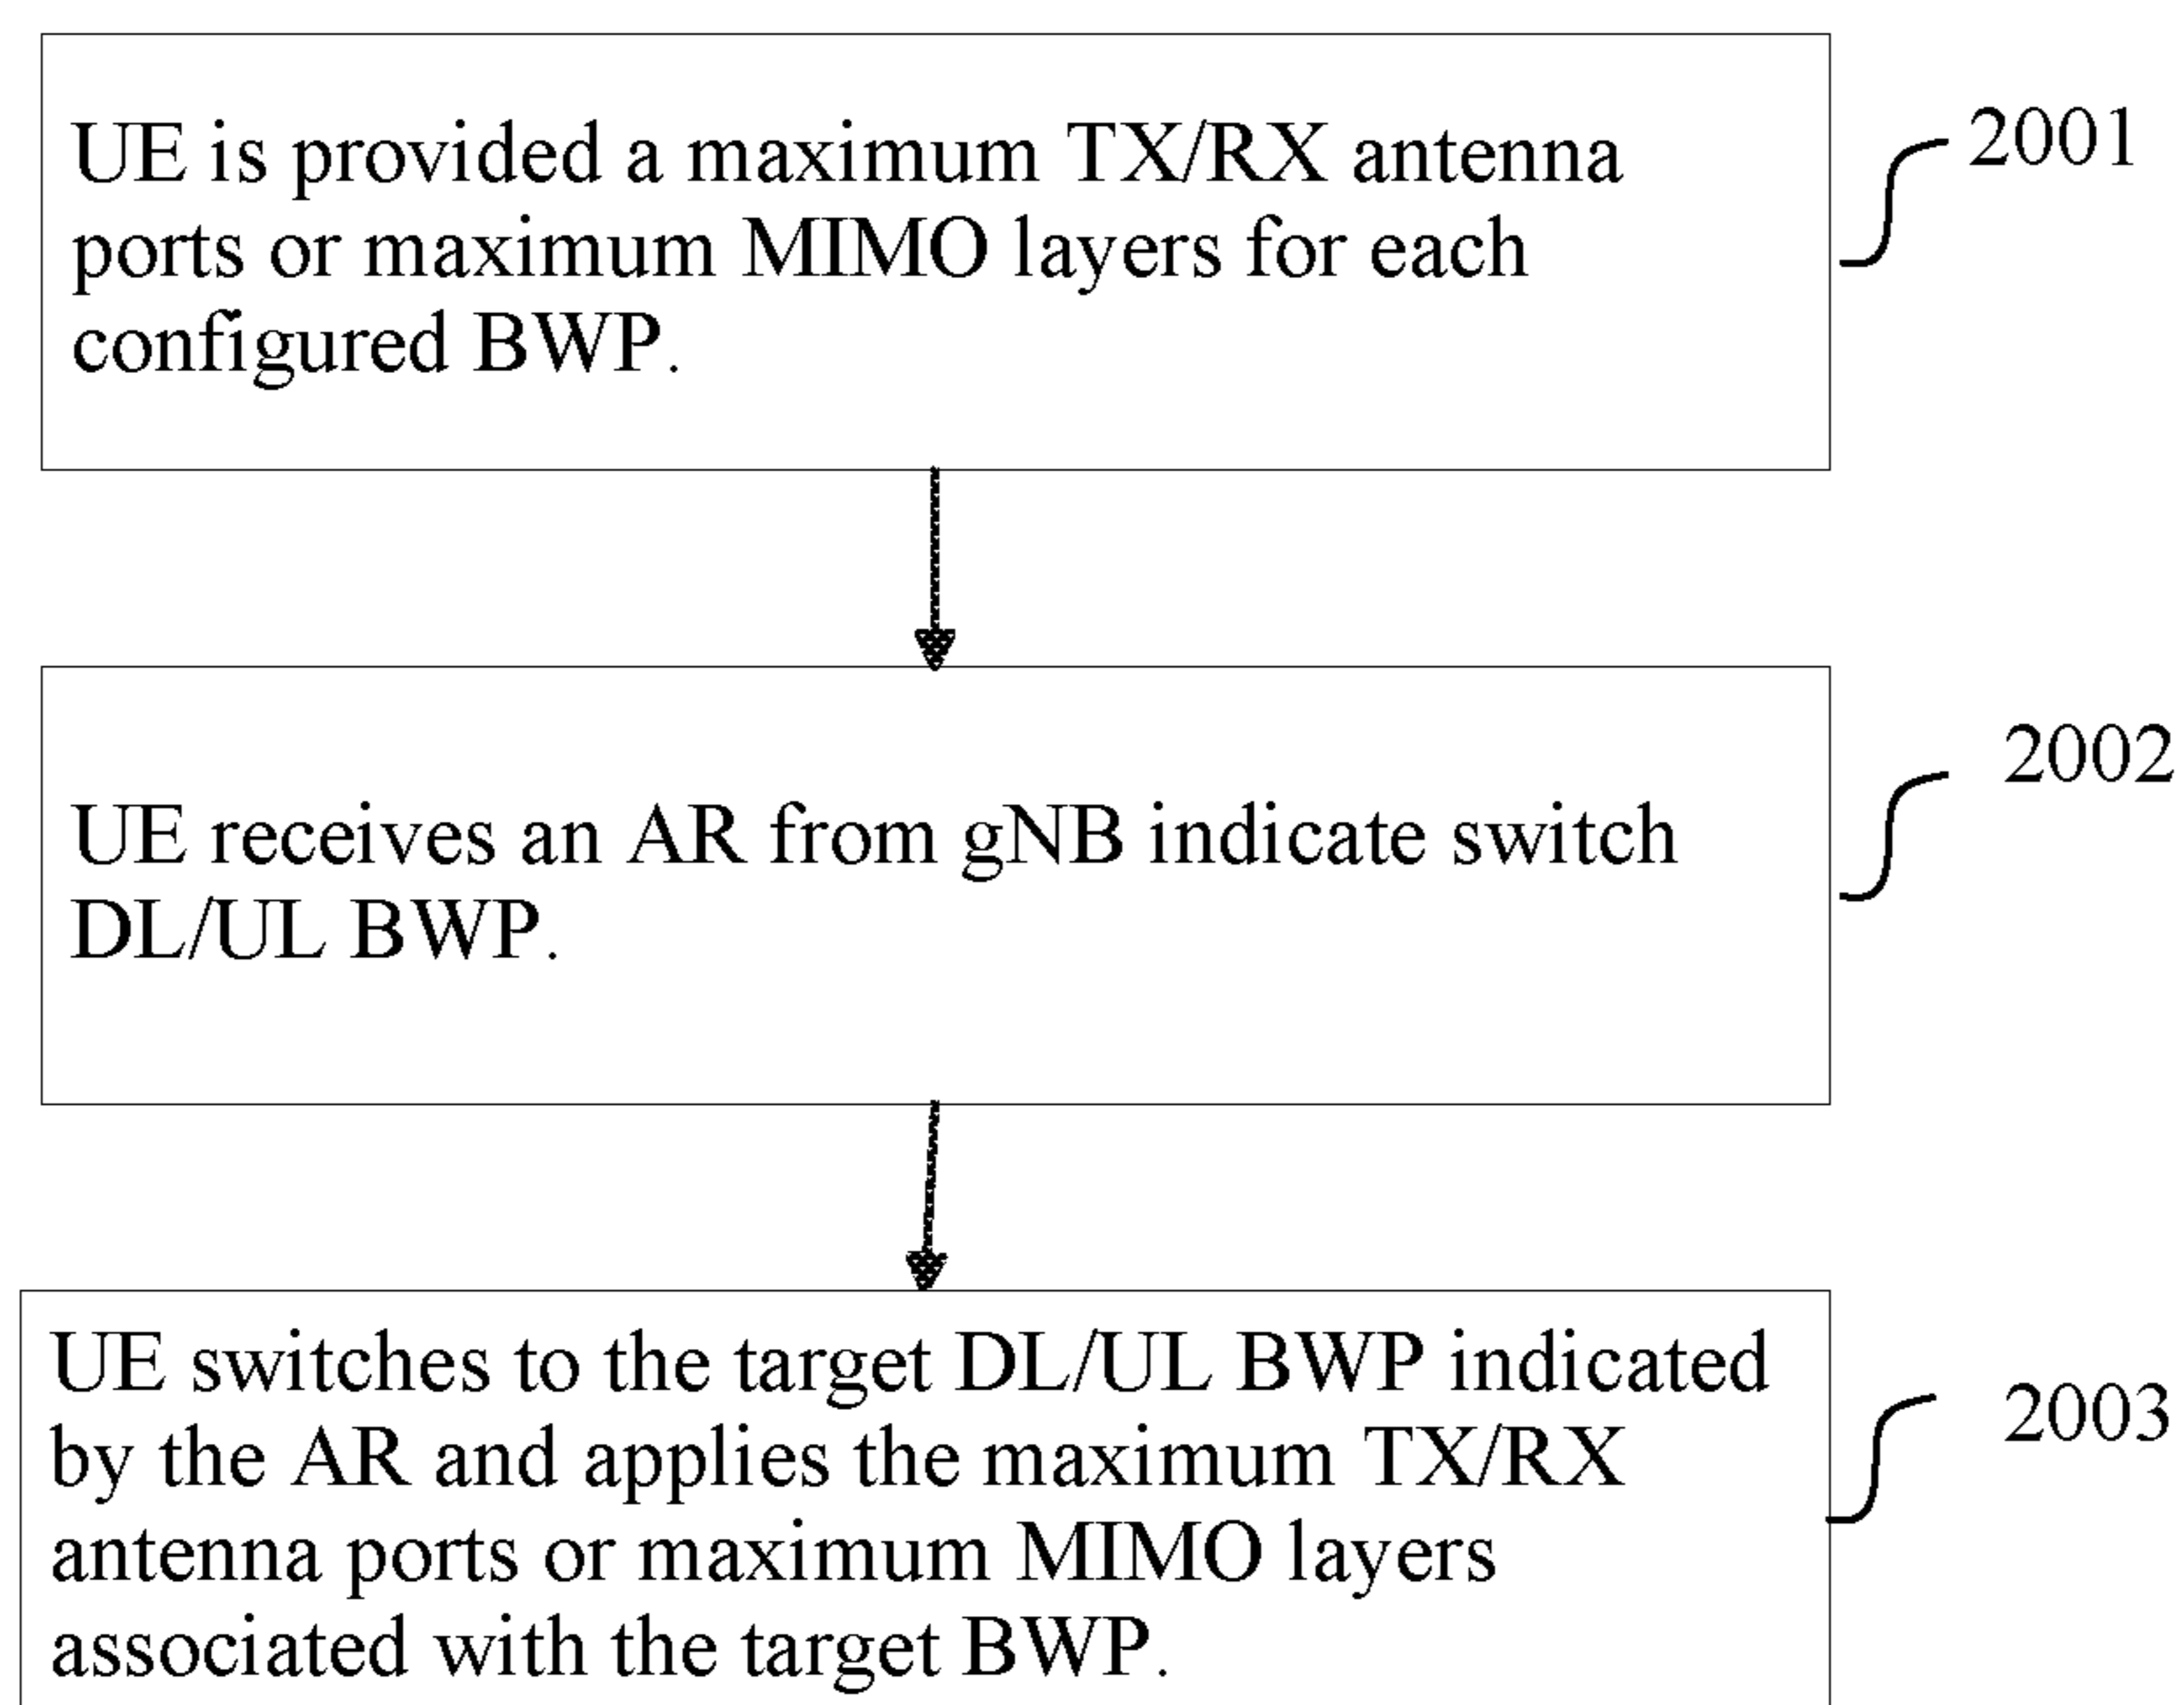 UE is provided a maximum TX/RX antenna
ports or maximum MIMO layers for each
configured BWP.
2001
UE receives an AR from gNB indicate switch
DL/UL BWP.
2002
UE switches to the target DL/UL BWP indicated
by the AR and applies the maximum TX/RX
antenna ports or maximum MIMO layers
associated with the target BWP.
2003